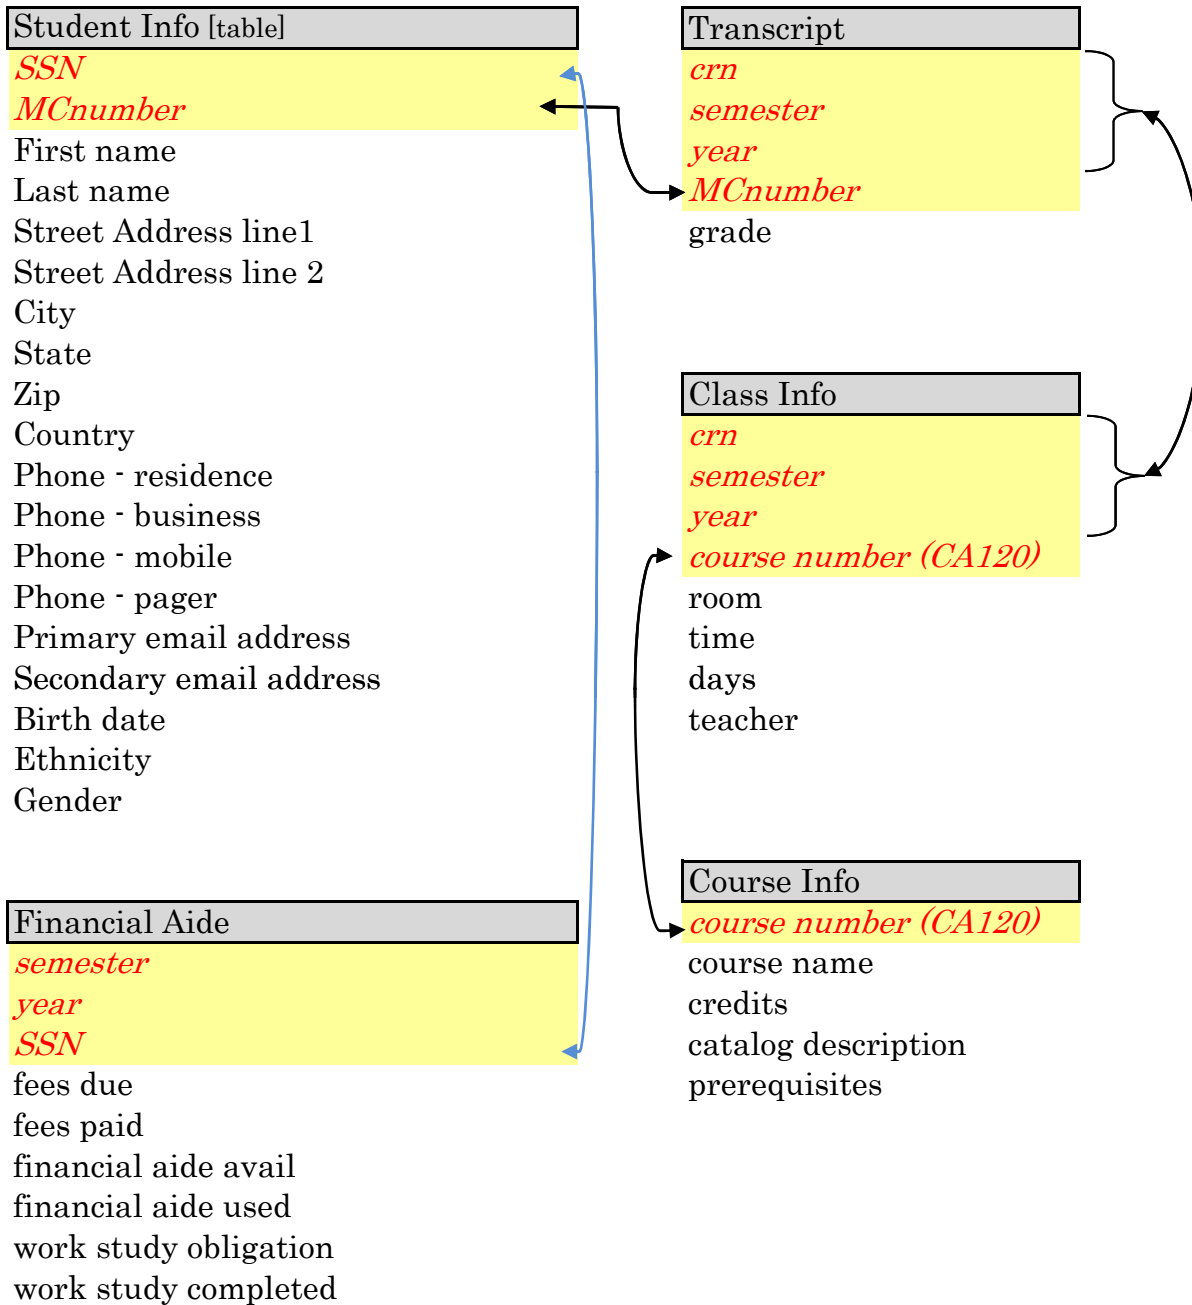 Student Info [table]
SSN
MCnumber
First name
Last name
Street Address line1
Street Address line 2
City
State
Zip
Country
Phone - residence
Phone - business
Phone - mobile
Phone - pager
Primary email address
Secondary email address
Birth date
Ethnicity
Gender
Financial Aide
semester
year
SSN
fees due
fees paid
financial aide avail
financial aide used
work study obligation
work study completed
Transcript
crn
semester
year
MCnumber
grade
Class Info
crn
semester
year
course number (CA120)
room
time
days
teacher
Course Info
course number (CA120)
course name
credits
catalog description
prerequisites